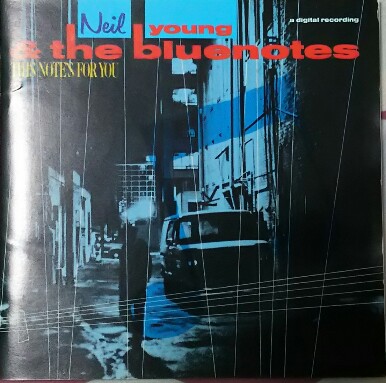 Neil young
a digital recording
& the bluenotes
THIS NOTE'S FOR YOU